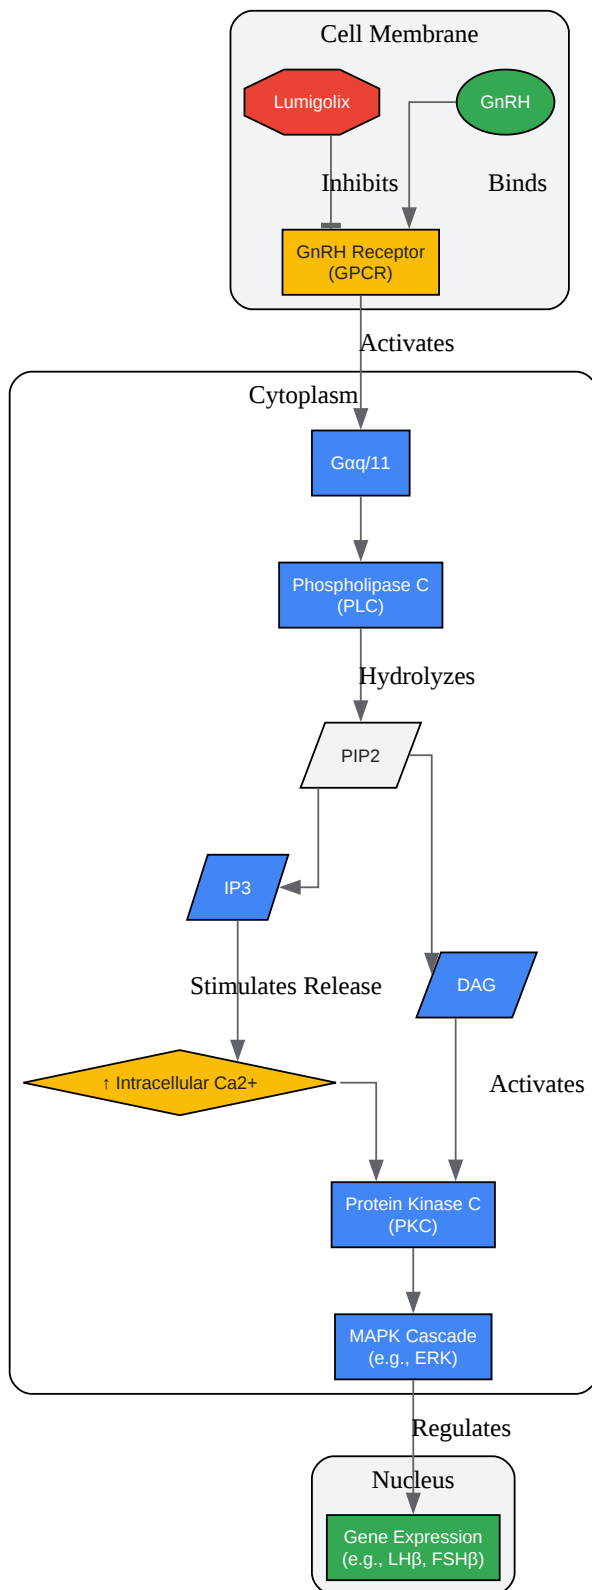 Cell Membrane
Lumigolix
GnRH
Inhibits
Binds
GnRH Receptor
(GPCR)
Activates
Cytoplasm
Gαq/11
Phospholipase C
(PLC)
Hydrolyzes
PIP2
IP3
Stimulates Release
DAG
↑ Intracellular Ca2+
Activates
Protein Kinase C
(PKC)
MAPK Cascade
(e.g., ERK)
Regulates
Nucleus
Gene Expression
(e.g., LHβ, FSHβ)